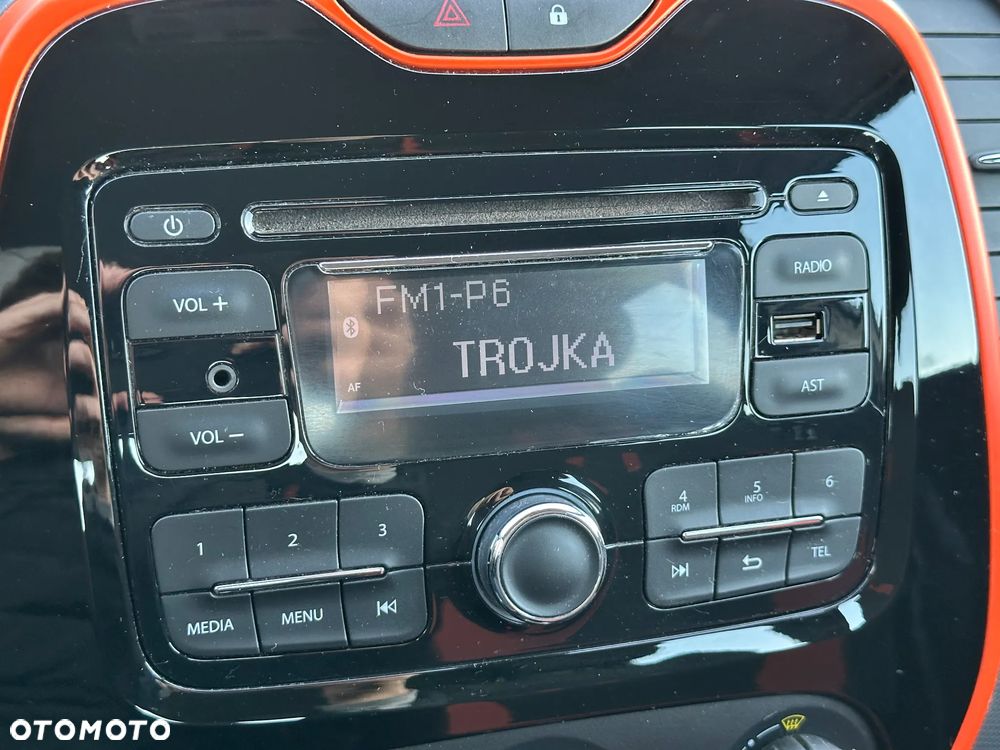 FM1-P6
TROJKA
AF
VOL +
VOL –
RADIO
AST
1
2
3
MEDIA
MENU
4
RDM
5
INFO
6
TEL
OTOMOTO